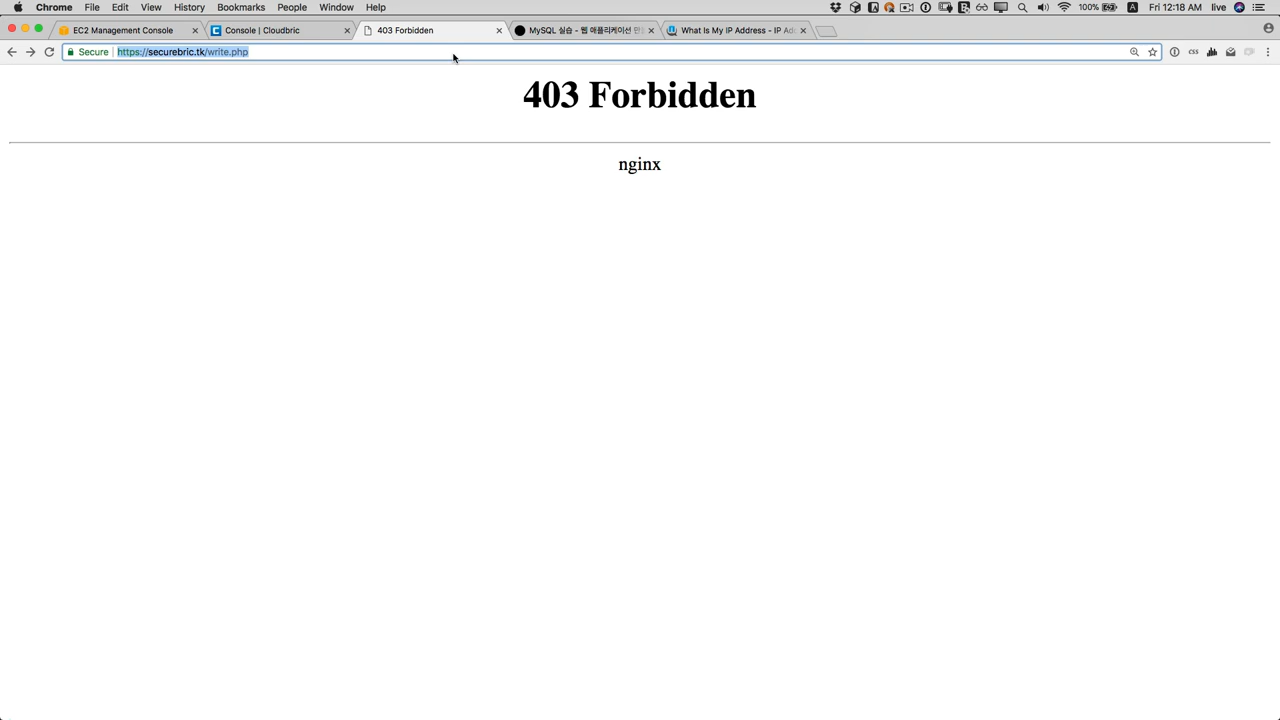 Chrome File Edit View History Bookmarks People Window Help 100% Fri 12:18 AM live
EC2 Management Console Console | Cloudbric 403 Forbidden MySQL 실습 - 웹 애플리케이션 What Is My IP Address - IP
Secure https://securebric.tk/write.php css
403 Forbidden
nginx